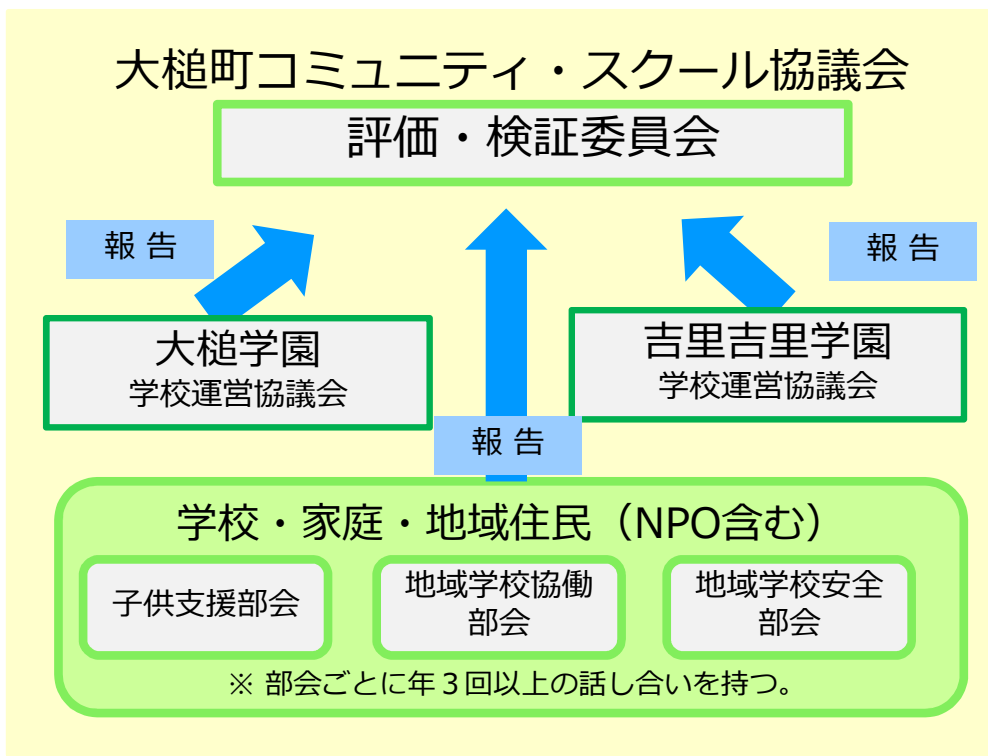 大槌町コミュニティ・スクール協議会
評価・検証委員会
報 告
報 告
大槌学園
学校運営協議会
吉里吉里学園
学校運営協議会
報 告
学校・家庭・地域住民（NPO含む）
子供支援部会
地域学校協働
部会
地域学校安全
部会
※ 部会ごとに年３回以上の話し合いを持つ。